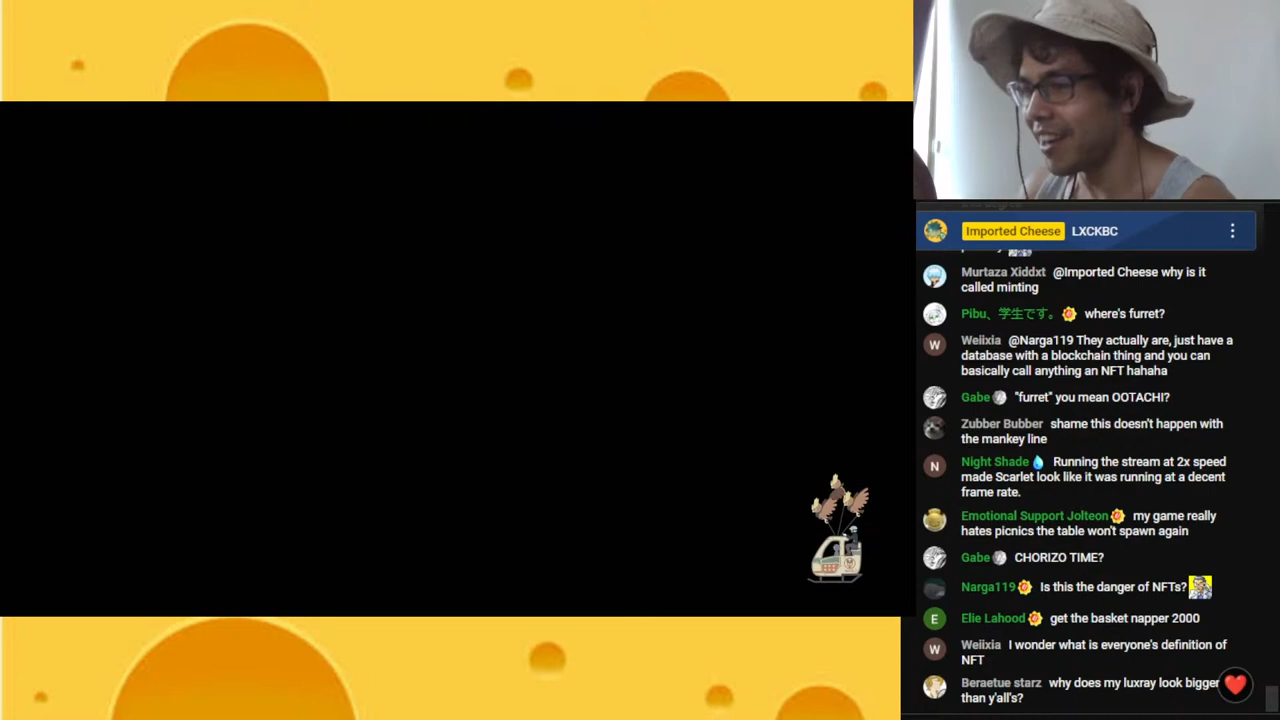 Imported Cheese LXCKBC
Murtaza Xiddxt @Imported Cheese why is it
called minting
Pibu、学生です。 where's furret?
Weiixia @Narga119 They actually are, just have a
database with a blockchain thing and you can
basically call anything an NFT hahaha
Gabe "furret" you mean OOTACHI?
Zubber Bubber shame this doesn't happen with
the mankey line
Night Shade Running the stream at 2x speed
made Scarlet look like it was running at a decent
frame rate.
Emotional Support Jolteon my game really
hates picnics the table won't spawn again
Gabe CHORIZO TIME?
Narga119 Is this the danger of NFTs?
Elie Lahood get the basket napper 2000
Weiixia I wonder what is everyone's definition of
NFT
Beraetue starz why does my luxray look bigger
than y'all's?
W
W
N
E
W